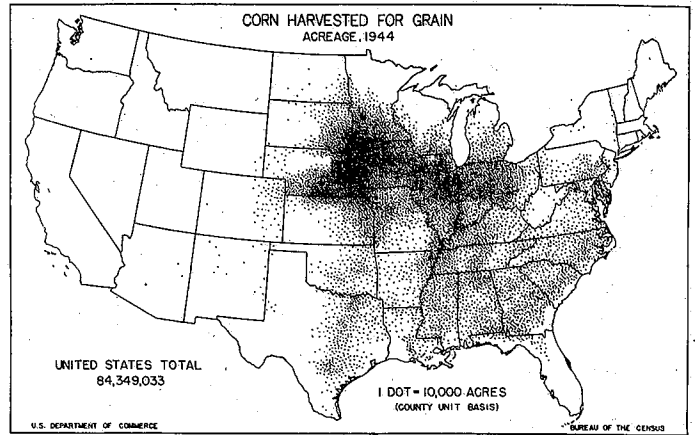 CORN HARVESTED FOR GRAIN
ACREAGE, 1944
UNITED STATES TOTAL
84,349,033
1 DOT = 10,000 ACRES
(COUNTY UNIT BASIS)
U.S. DEPARTMENT OF COMMERCE
BUREAU OF THE CENSUS